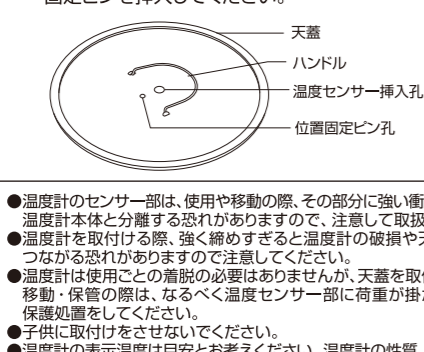 固定ピンを挿入してください。
天蓋
ハンドル
温度センサー挿入孔
位置固定ピン孔
●温度計のセンサー部は、使用や移動の際、その部分に強い衝
温度計本体と分離する恐れがありますので、注意して取扱
●温度計を取付ける際、強く締めすぎると温度計の破損や天
つながる恐れがありますので注意してください。
●温度計は使用ごとの着脱の必要はありませんが、天蓋を取付
移動・保管の際は、なるべく温度センサー部に荷重が掛か
保護処置をしてください。
●子供に取付けをさせないでください。
●温度計の表示温度は目安とお考えください。温度計の性質